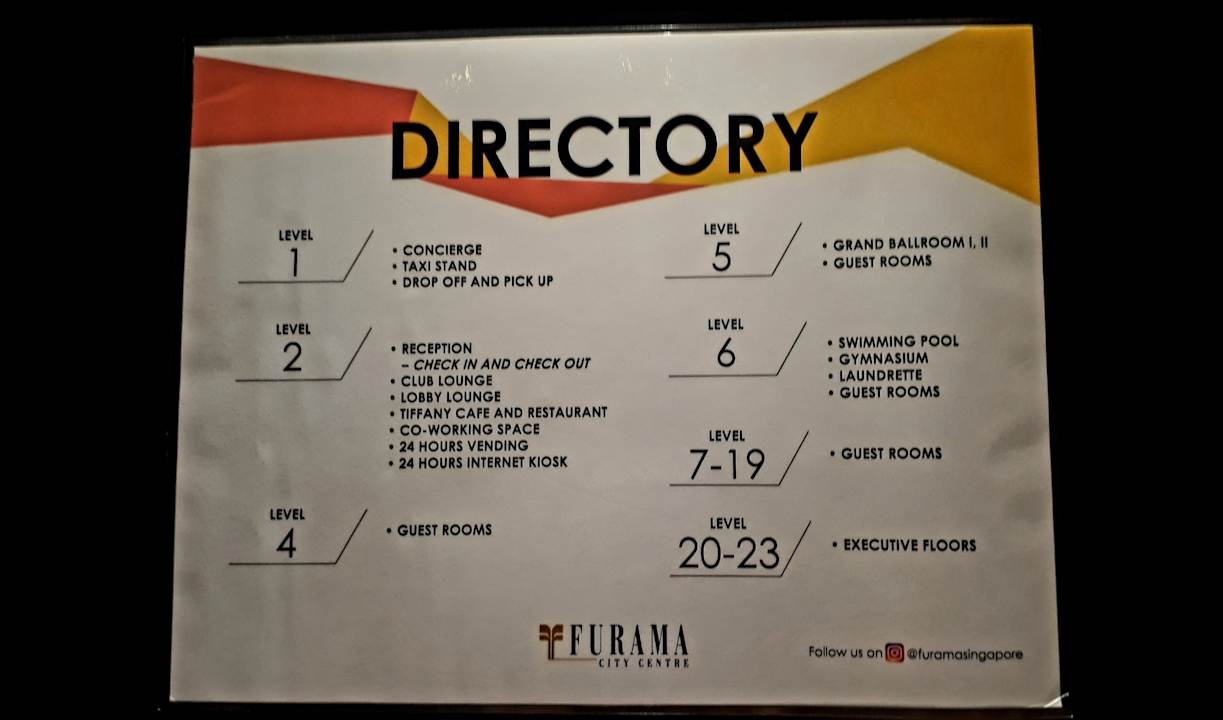 DIRECTORY
LEVEL
1
• CONCIERGE
• TAXI STAND
• DROP OFF AND PICK UP
LEVEL
2
• RECEPTION
– CHECK IN AND CHECK OUT
• CLUB LOUNGE
• LOBBY LOUNGE
• TIFFANY CAFE AND RESTAURANT
• CO-WORKING SPACE
• 24 HOURS VENDING
• 24 HOURS INTERNET KIOSK
LEVEL
4
• GUEST ROOMS
LEVEL
5
• GRAND BALLROOM I, II
• GUEST ROOMS
LEVEL
6
• SWIMMING POOL
• GYMNASIUM
• LAUNDRETTE
• GUEST ROOMS
LEVEL
7-19
• GUEST ROOMS
LEVEL
20-23
• EXECUTIVE FLOORS
FURAMA
CITY CENTRE
Follow us on @furamasingapore